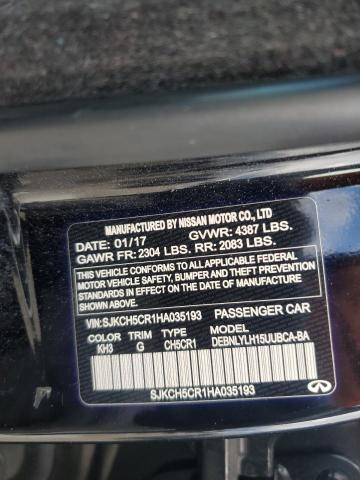 MANUFACTURED BY NISSAN MOTOR CO., LTD
DATE: 01/17 GVWR: 4387 LBS.
GAWR FR: 2304 LBS. RR: 2083 LBS.
THIS VEHICLE CONFORMS TO ALL APPLICABLE FEDERAL
MOTOR VEHICLE SAFETY, BUMPER AND THEFT PREVENTION
STANDARDS IN EFFECT ON THE DATE OF MANUFACTURE
SHOWN ABOVE.
VIN:SJKCH5CR1HA035193 PASSENGER CAR
COLOR TRIM MODEL
KH3 G CH5CR1 DEBNLYLH15UUBCA-BA
SJKCH5CR1HA035193
INFINITI